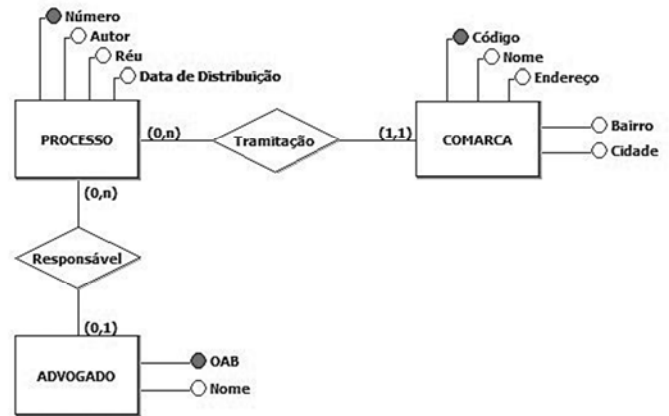 Número
Autor
Réu
Data de Distribuição
Código
Nome
Endereço
PROCESSO
(0,n)
Tramitação
(1,1)
COMARCA
Bairro
Cidade
(0,n)
Responsável
(0,1)
ADVOGADO
OAB
Nome